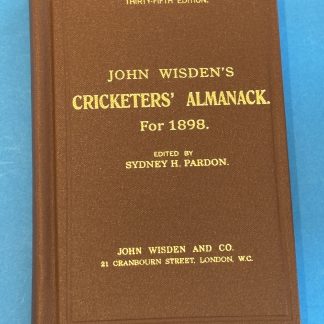 THIRTY-FIFTH EDITION.
JOHN WISDEN'S
CRICKETERS' ALMANACK.
For 1898.
EDITED BY
SYDNEY H. PARDON.
JOHN WISDEN AND CO.
21 CRANBOURN STREET, LONDON, W.C.